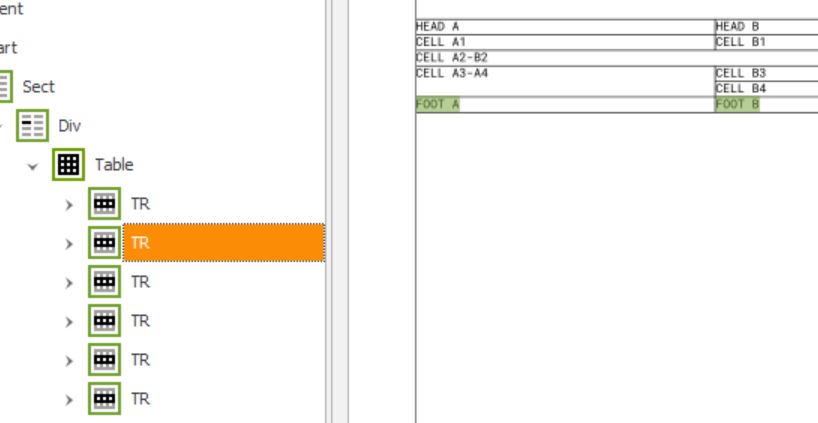 ent
art
Sect
Div
Table
TR
TR
TR
TR
TR
TR
HEAD A HEAD B
CELL A1 CELL B1
CELL A2-B2
CELL A3-A4 CELL B3
CELL B4
FOOT A FOOT B